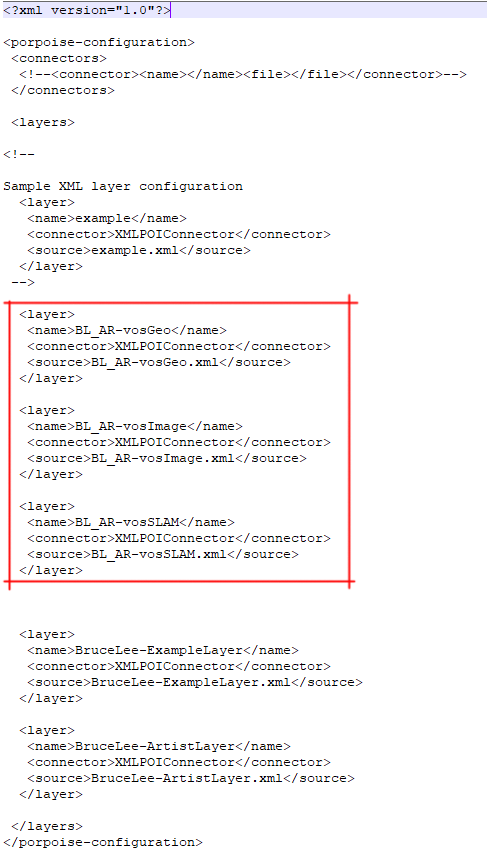 <?xml version="1.0"?>
<porpoise-configuration>
<connectors>
<!--<connector><name></name><file></file></connector>-->
</connectors>
<layers>
<!--
Sample XML layer configuration
<layer>
<name>example</name>
<connector>XMLPOIConnector</connector>
<source>example.xml</source>
</layer>
-->
<layer>
<name>BL_AR-vosGeo</name>
<connector>XMLPOIConnector</connector>
<source>BL_AR-vosGeo.xml</source>
</layer>
<layer>
<name>BL_AR-vosImage</name>
<connector>XMLPOIConnector</connector>
<source>BL_AR-vosImage.xml</source>
</layer>
<layer>
<name>BL_AR-vosSLAM</name>
<connector>XMLPOIConnector</connector>
<source>BL_AR-vosSLAM.xml</source>
</layer>
<layer>
<name>BruceLee-ExampleLayer</name>
<connector>XMLPOIConnector</connector>
<source>BruceLee-ExampleLayer.xml</source>
</layer>
<layer>
<name>BruceLee-ArtistLayer</name>
<connector>XMLPOIConnector</connector>
<source>BruceLee-ArtistLayer.xml</source>
</layer>
</layers>
</porpoise-configuration>